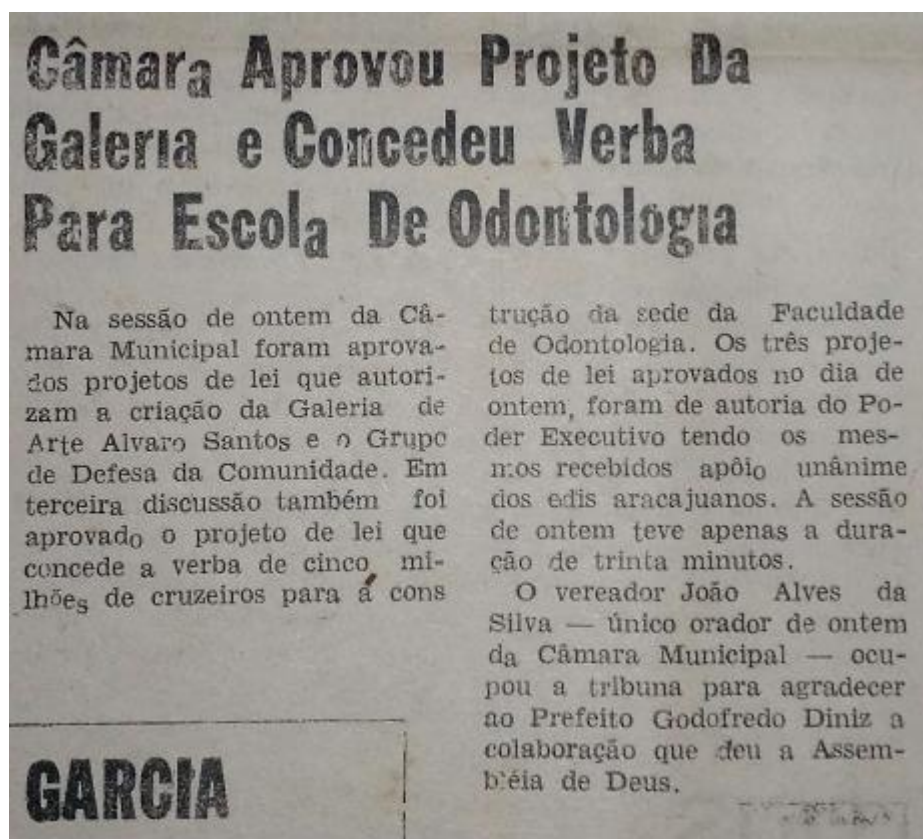 Câmara Aprovou Projeto Da
Galeria e Concedeu Verba
Para Escola De Odontologia
Na sessão de ontem da Câ-
mara Municipal foram aprova-
dos projetos de lei que autori-
zam a criação da Galeria de
Arte Alvaro Santos e o Grupo
de Defesa da Comunidade. Em
terceira discussão também foi
aprovado o projeto de lei que
concede a verba de cinco mi-
lhões de cruzeiros para á cons
trução da sede da Faculdade
de Odontologia. Os três proje-
tos de lei aprovados no dia de
ontem, foram de autoria do Po-
der Executivo tendo os mes-
mos recebidos apôio unânime
dos edis aracajuanos. A sessão
de ontem teve apenas a dura-
ção de trinta minutos.
O vereador João Alves da
Silva — único orador de ontem
da Câmara Municipal — ocu-
pou a tribuna para agradecer
ao Prefeito Godofredo Diniz a
colaboração que deu a Assem-
bléia de Deus.
GARCIA